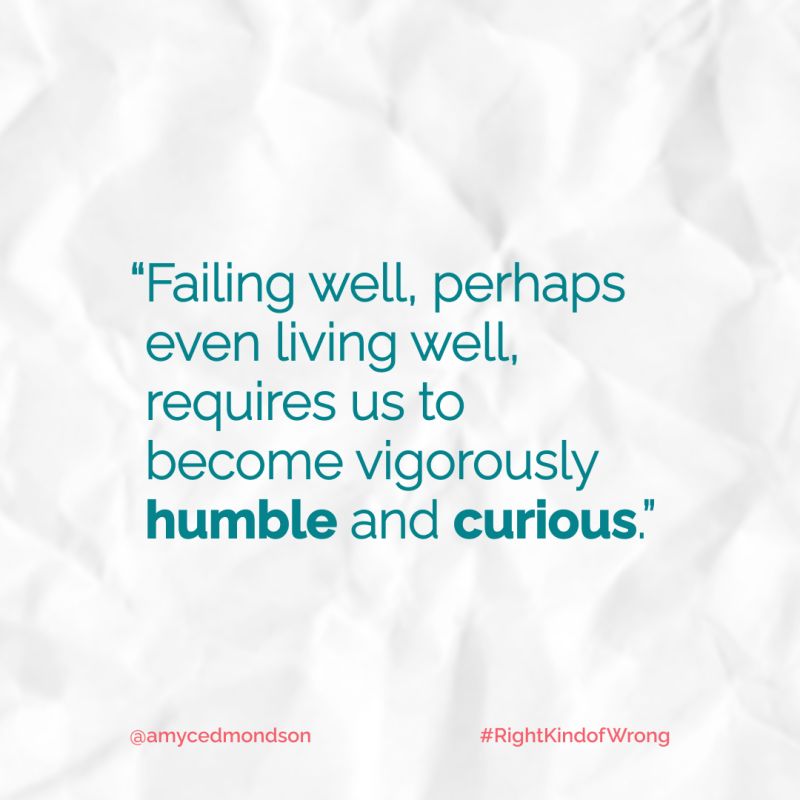 “Failing well, perhaps
even living well,
requires us to
become vigorously
humble and curious.”
@amycedmondson
#RightKindofWrong